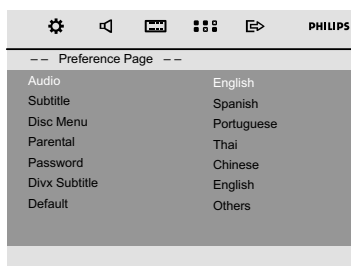 PHILIPS
-- Preference Page --
Audio English
Subtitle Spanish
Disc Menu Portuguese
Parental Thai
Password Chinese
Divx Subtitle English
Default Others